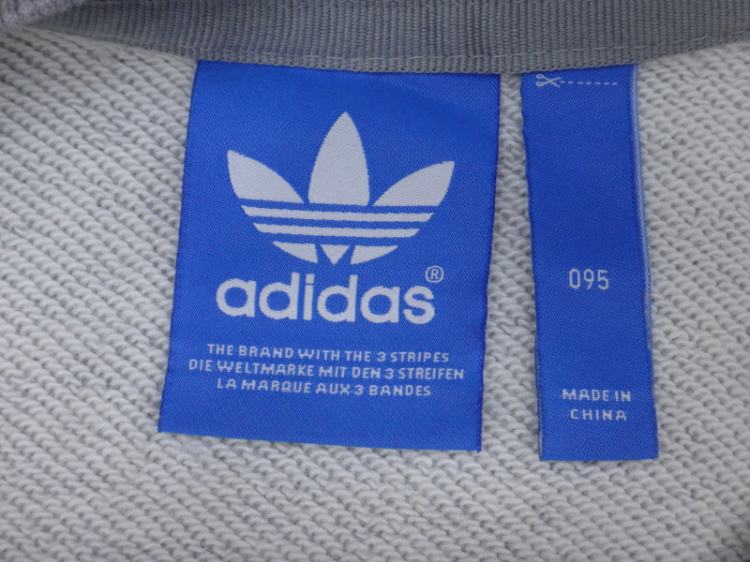 adidas®
THE BRAND WITH THE 3 STRIPES
DIE WELTMARKE MIT DEN 3 STREIFEN
LA MARQUE AUX 3 BANDES
095
MADE IN
CHINA